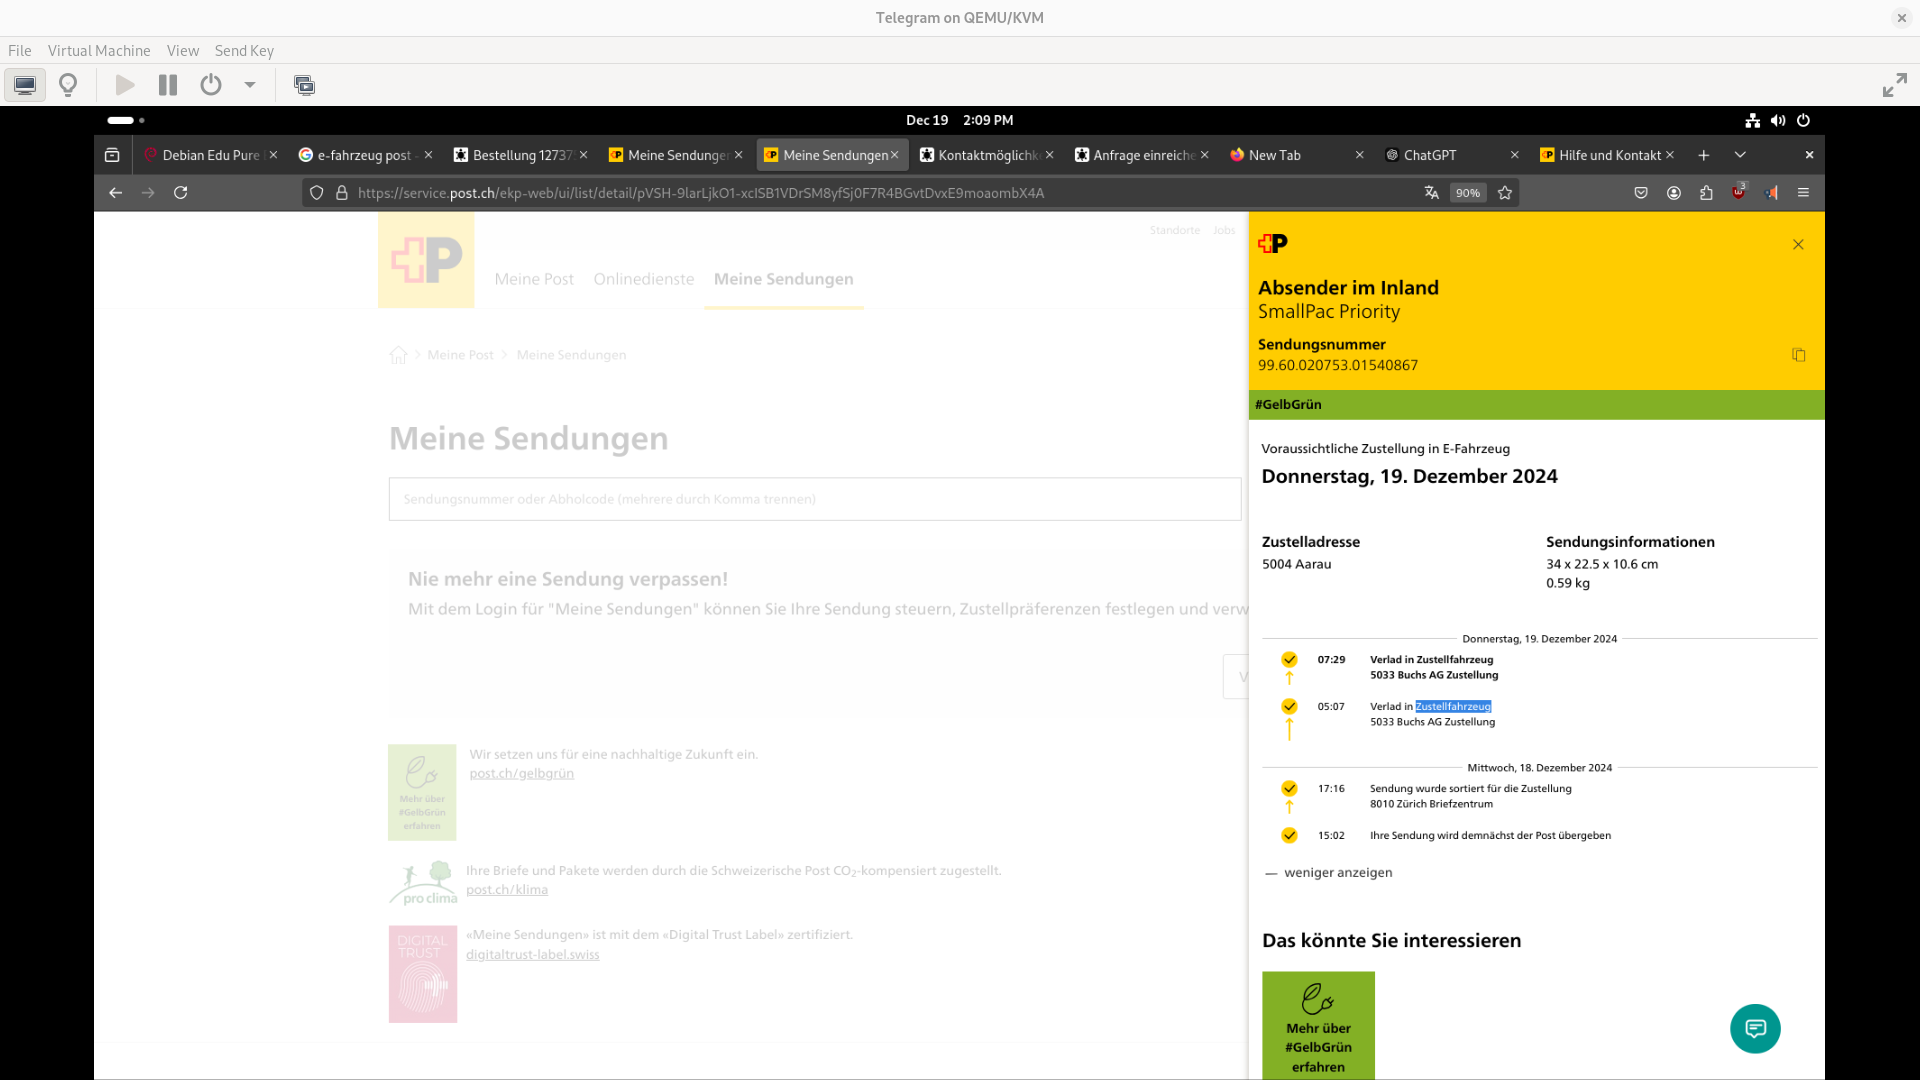 Telegram on QEMU/KVM
File Virtual Machine View Send Key
Dec 19 2:09 PM
Debian Edu Pure
e-fahrzeug post -
Bestellung 12737
Meine Sendungen
Meine Sendungen
Kontaktmöglichk
Anfrage einreiche
New Tab
ChatGPT
Hilfe und Kontakt
https://service.post.ch/ekp-web/ui/list/detail/pVSH-9larLjkO1-xclSB1VDrSM8yfSj0F7R4BGvtDvxE9moaombX4A
90%
3
Standorte Jobs
P
Meine Post Onlinedienste Meine Sendungen
Meine Post > Meine Sendungen
Meine Sendungen
Sendungsnummer oder Abholcode (mehrere durch Komma trennen)
Nie mehr eine Sendung verpassen!
Mit dem Login für "Meine Sendungen" können Sie Ihre Sendung steuern, Zustellpräferenzen festlegen und verw
V
Wir setzen uns für eine nachhaltige Zukunft ein.
post.ch/gelbgrün
Mehr über
#GelbGrün
erfahren
Ihre Briefe und Pakete werden durch die Schweizerische Post CO₂-kompensiert zugestellt.
post.ch/klima
pro clima
«Meine Sendungen» ist mit dem «Digital Trust Label» zertifiziert.
digitaltrust-label.swiss
DIGITAL
TRUST
P
Absender im Inland
SmallPac Priority
Sendungsnummer
99.60.020753.01540867
#GelbGrün
Voraussichtliche Zustellung in E-Fahrzeug
Donnerstag, 19. Dezember 2024
Zustelladresse
5004 Aarau
Sendungsinformationen
34 x 22.5 x 10.6 cm
0.59 kg
Donnerstag, 19. Dezember 2024
07:29 Verlad in Zustellfahrzeug
5033 Buchs AG Zustellung
05:07 Verlad in Zustellfahrzeug
5033 Buchs AG Zustellung
Mittwoch, 18. Dezember 2024
17:16 Sendung wurde sortiert für die Zustellung
8010 Zürich Briefzentrum
15:02 Ihre Sendung wird demnächst der Post übergeben
— weniger anzeigen
Das könnte Sie interessieren
Mehr über
#GelbGrün
erfahren